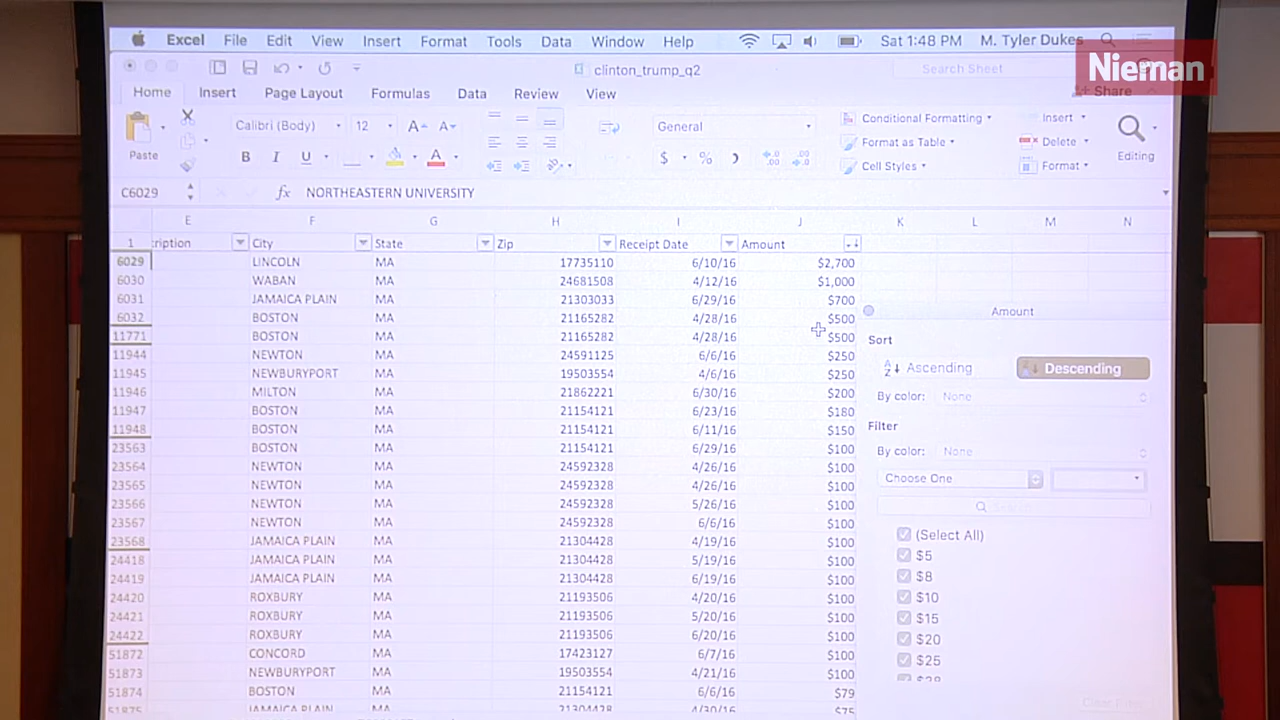 Excel File Edit View Insert Format Tools Data Window Help Sat 1:48 PM M. Tyler Dukes
clinton_trump_q2 Search Sheet
Nieman
Home Insert Page Layout Formulas Data Review View Share
Calibri (Body) 12 A A General Conditional Formatting Insert
Paste Format as Table Delete Editing
B I U A $ % Cell Styles Format
C6029 fx NORTHEASTERN UNIVERSITY
E F G H I J K L M N
1 ription City State Zip Receipt Date Amount
6029 LINCOLN MA 17735110 6/10/16 $2,700
6030 WABAN MA 24681508 4/12/16 $1,000
6031 JAMAICA PLAIN MA 21303033 6/29/16 $700
6032 BOSTON MA 21165282 4/28/16 $500
11771 BOSTON MA 21165282 4/28/16 $500
11944 NEWTON MA 24591125 6/6/16 $250
11945 NEWBURYPORT MA 19503554 4/6/16 $250
11946 MILTON MA 21862221 6/30/16 $200
11947 BOSTON MA 21154121 6/23/16 $180
11948 BOSTON MA 21154121 6/11/16 $150
23563 BOSTON MA 21154121 6/29/16 $100
23564 NEWTON MA 24592328 4/26/16 $100
23565 NEWTON MA 24592328 4/26/16 $100
23566 NEWTON MA 24592328 5/26/16 $100
23567 NEWTON MA 24592328 6/6/16 $100
23568 JAMAICA PLAIN MA 21304428 4/19/16 $100
24418 JAMAICA PLAIN MA 21304428 5/19/16 $100
24419 JAMAICA PLAIN MA 21304428 6/19/16 $100
24420 ROXBURY MA 21193506 4/20/16 $100
24421 ROXBURY MA 21193506 5/20/16 $100
24422 ROXBURY MA 21193506 6/20/16 $100
51872 CONCORD MA 17423127 6/7/16 $100
51873 NEWBURYPORT MA 19503554 4/21/16 $100
51874 BOSTON MA 21154121 6/6/16 $79
51875 JAMAICA PLAIN MA 21304428 4/30/16 $75
Amount
Sort
Ascending Descending
By color: None
Filter
By color: None
Choose One
Search
(Select All)
$5
$8
$10
$15
$20
$25
Clear Filter